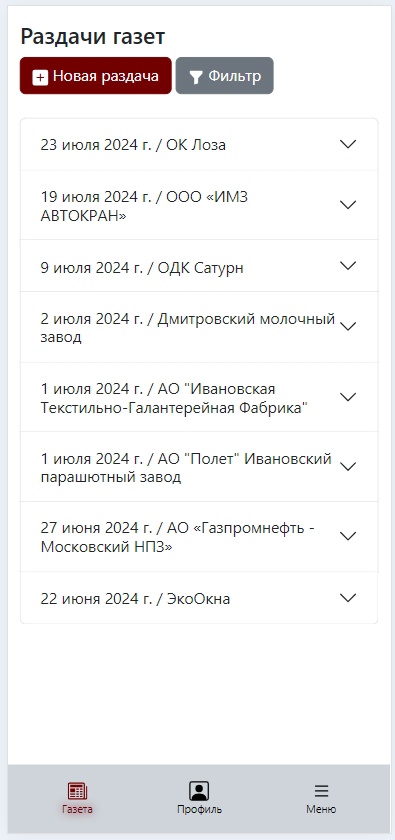 Раздачи газет
Новая раздача
Фильтр
23 июля 2024 г. / ОК Лоза
19 июля 2024 г. / ООО «ИМЗ
АВТОКРАН»
9 июля 2024 г. / ОДК Сатурн
2 июля 2024 г. / Дмитровский молочный
завод
1 июля 2024 г. / АО "Ивановская
Текстильно-Галантерейная Фабрика"
1 июля 2024 г. / АО "Полет" Ивановский
парашютный завод
27 июня 2024 г. / АО «Газпромнефть -
Московский НПЗ»
22 июня 2024 г. / ЭкоОкна
Газета
Профиль
Меню